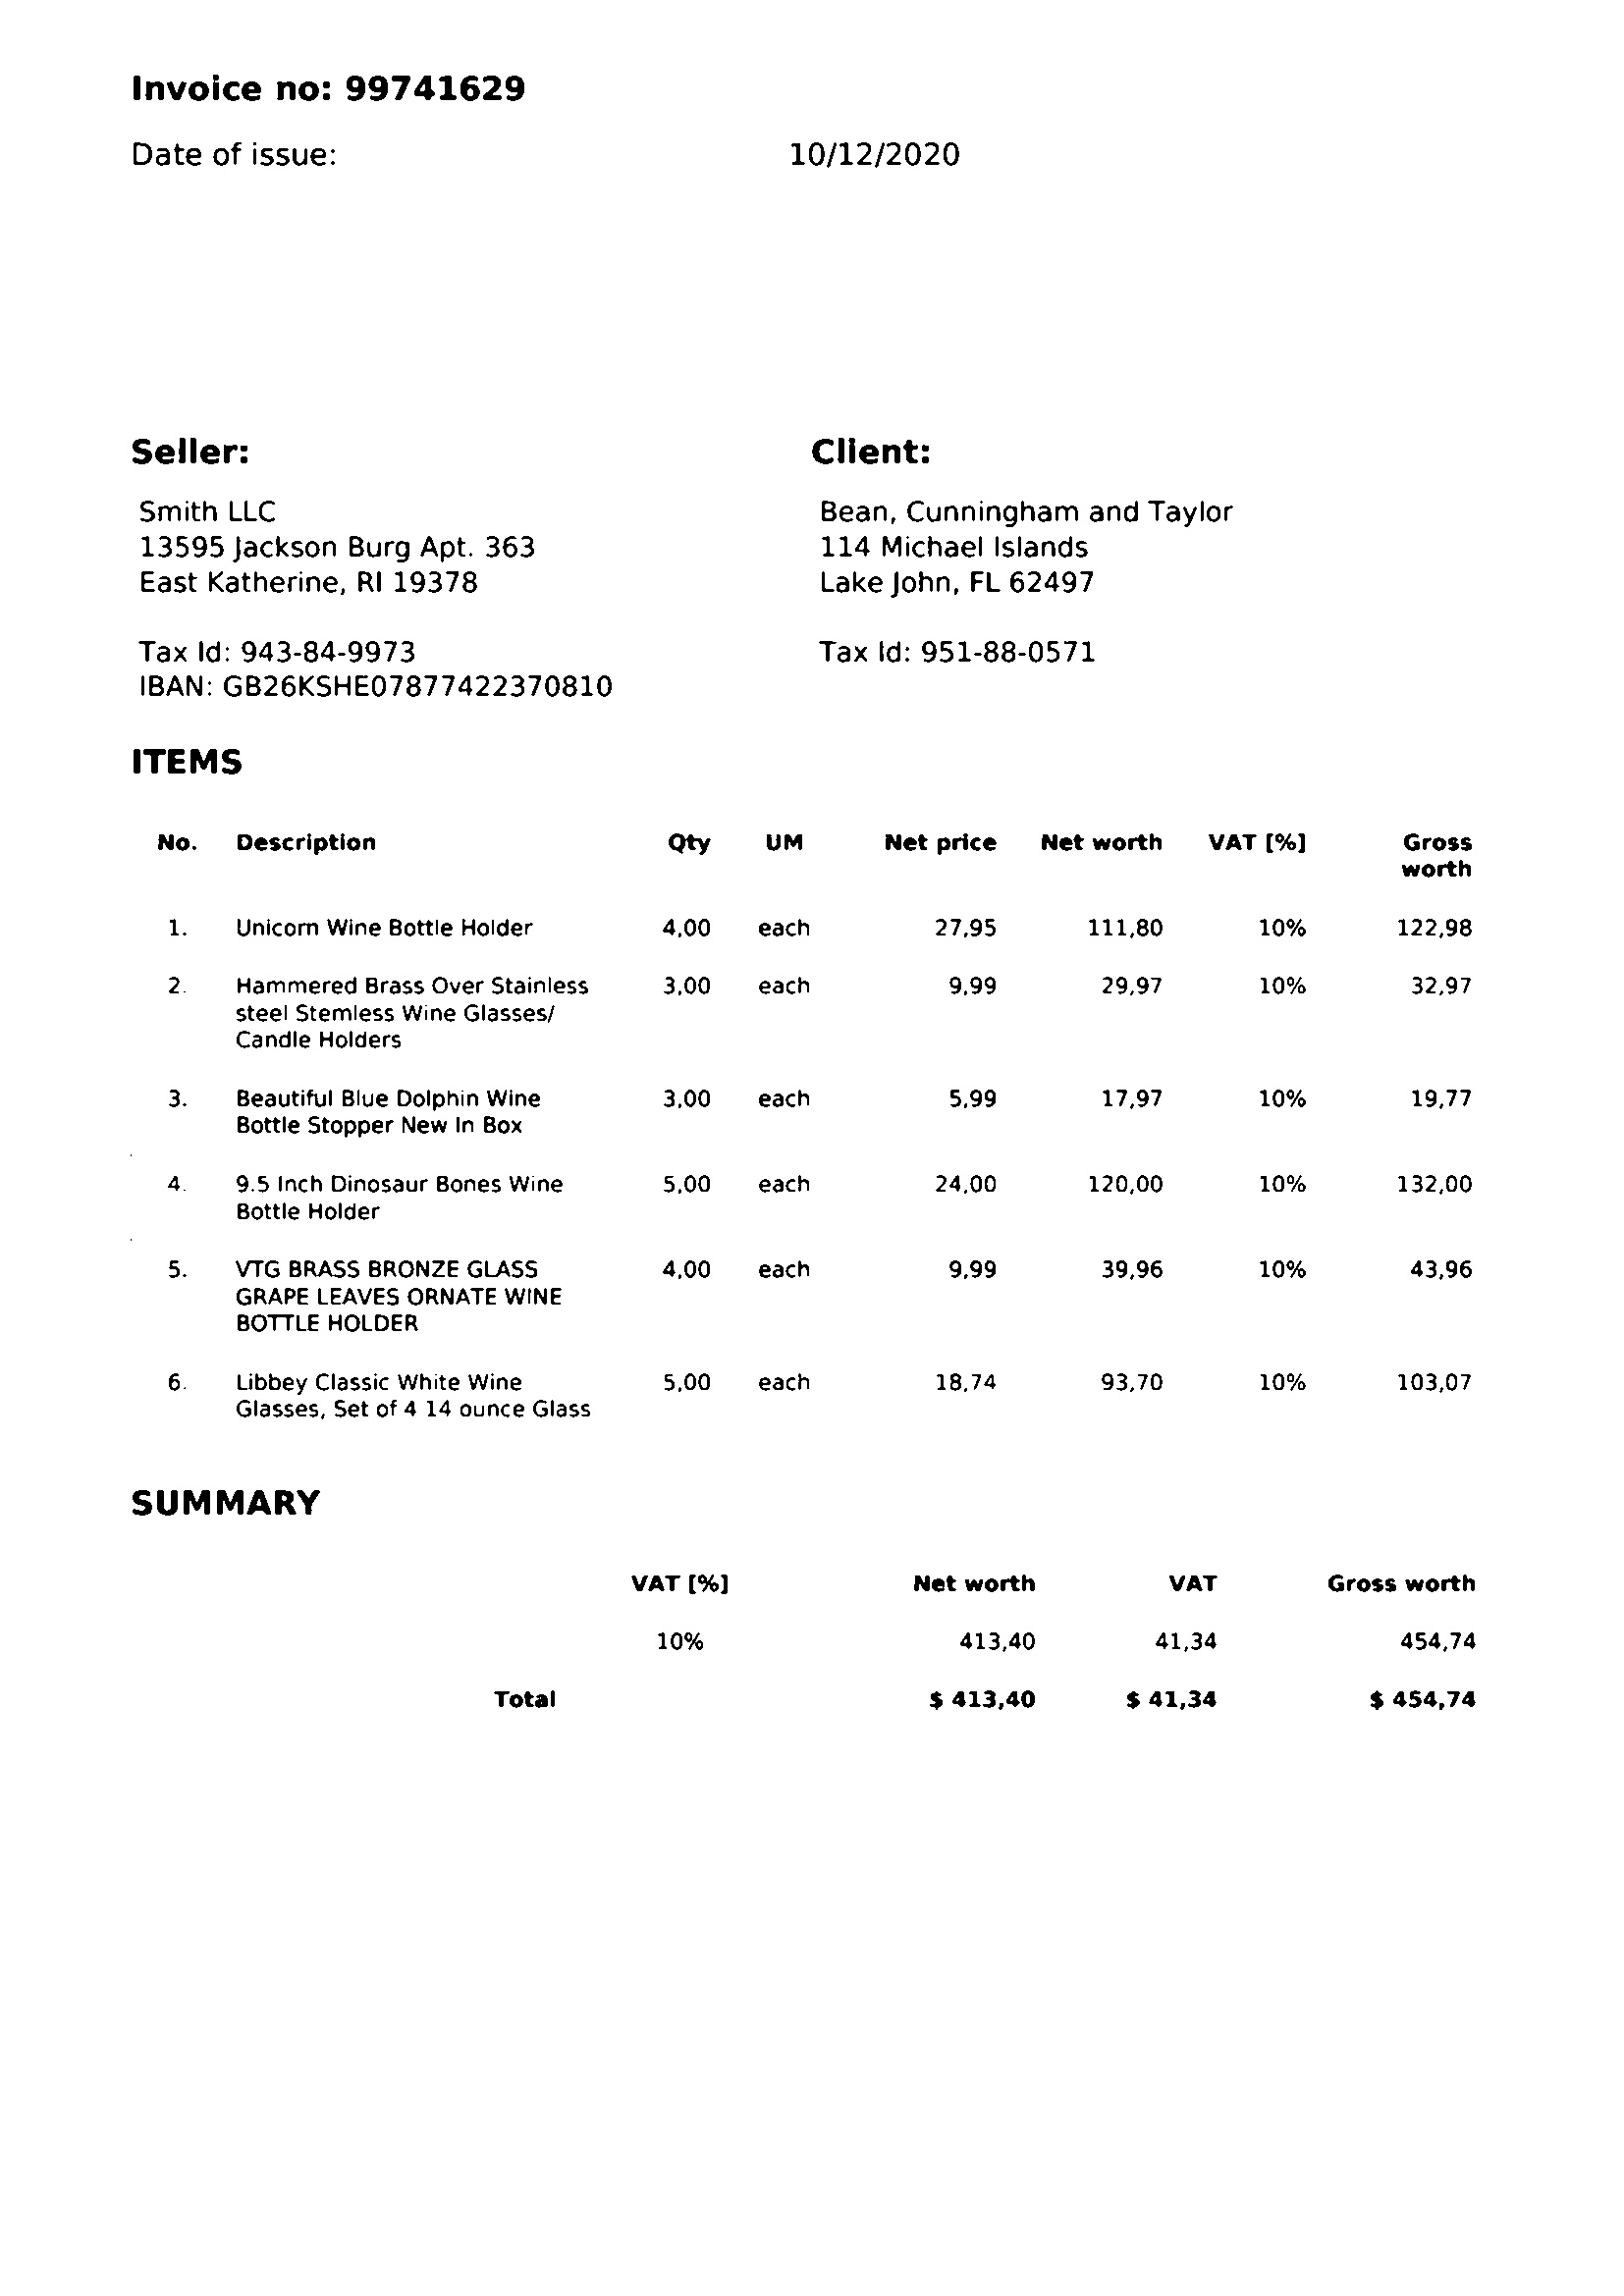 Invoice no: 99741629
Date of issue: 10/12/2020
Seller: Client:
Smith LLC Bean, Cunningham and Taylor
13595 Jackson Burg Apt. 363 114 Michael Islands
East Katherine, RI 19378 Lake John, FL 62497
Tax Id: 943-84-9973 Tax Id: 951-88-0571
IBAN: GB26KSHE07877422370810
ITEMS
No. Description Qty UM Net price Net worth VAT [%] Gross
worth
1. Unicorn Wine Bottle Holder 4,00 each 27,95 111,80 10% 122,98
2. Hammered Brass Over Stainless 3,00 each 9,99 29,97 10% 32,97
steel Stemless Wine Glasses/
Candle Holders
3. Beautiful Blue Dolphin Wine 3,00 each 5,99 17,97 10% 19,77
Bottle Stopper New In Box
4. 9.5 Inch Dinosaur Bones Wine 5,00 each 24,00 120,00 10% 132,00
Bottle Holder
5. VTG BRASS BRONZE GLASS 4,00 each 9,99 39,96 10% 43,96
GRAPE LEAVES ORNATE WINE
BOTTLE HOLDER
6. Libbey Classic White Wine 5,00 each 18,74 93,70 10% 103,07
Glasses, Set of 4 14 ounce Glass
SUMMARY
VAT [%] Net worth VAT Gross worth
10% 413,40 41,34 454,74
Total $ 413,40 $ 41,34 $ 454,74